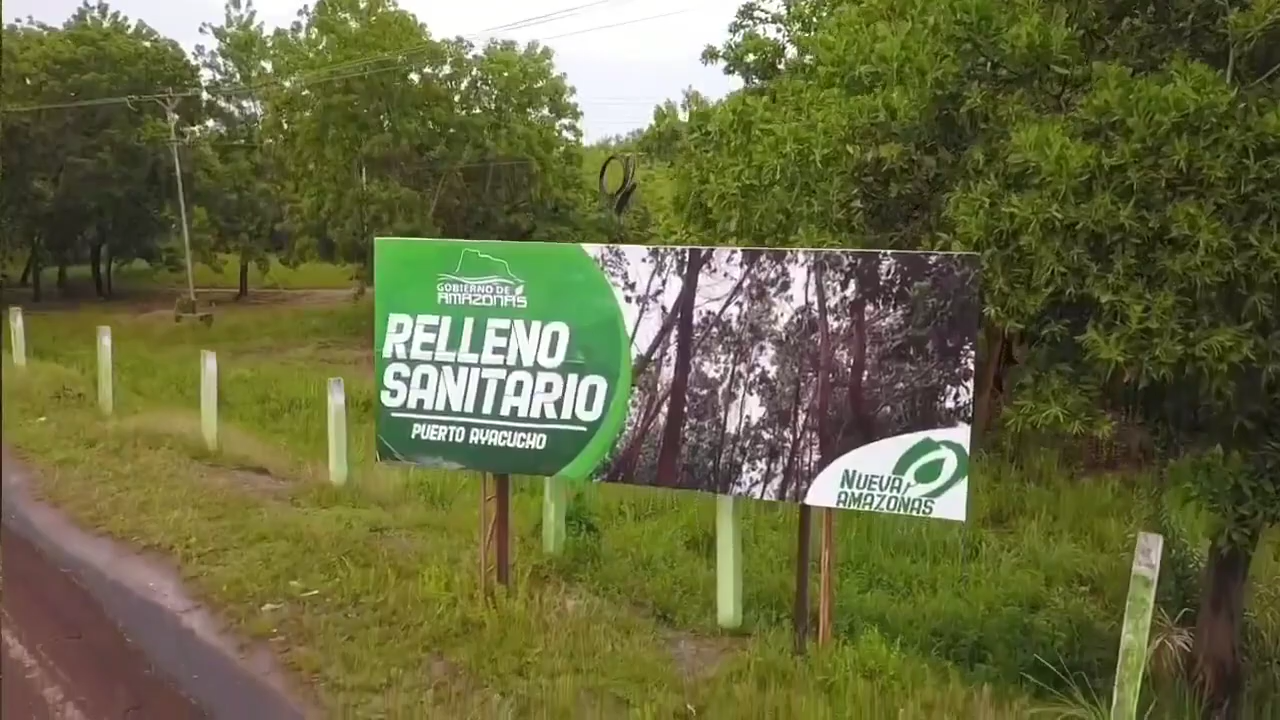 GOBIERNO DE
AMAZONAS
RELLENO
SANITARIO
PUERTO AYACUCHO
NUEVA
AMAZONAS